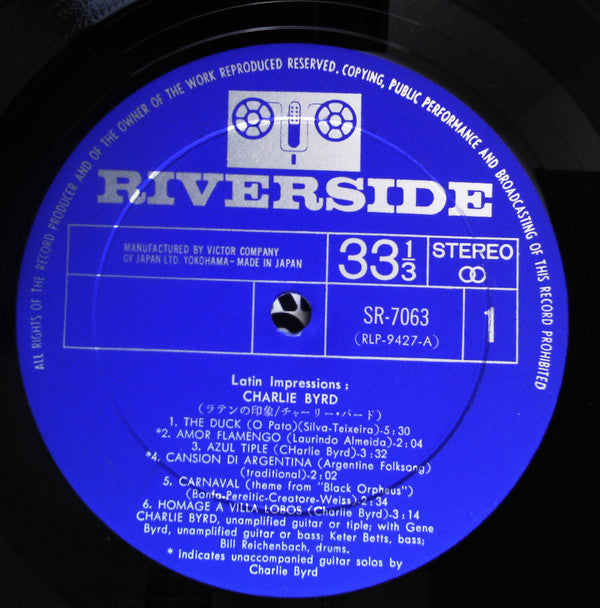 ALL RIGHTS OF THE RECORD PRODUCER AND OF THE OWNER OF THE WORK REPRODUCED RESERVED. COPYING, PUBLIC PERFORMANCE AND BROADCASTING OF THIS RECORD PROHIBITED
RIVERSIDE
MANUFACTURED BY VICTOR COMPANY
OF JAPAN LTD. YOKOHAMA - MADE IN JAPAN
33 1/3
STEREO
SR-7063
(RLP-9427-A)
1
Latin Impressions :
CHARLIE BYRD
(ラテンの印象/チャーリー・バード)
1. THE DUCK (O Pato)(Silva-Teixeira)-5:30
*2. AMOR FLAMENGO (Laurindo Almeida)-2:04
3. AZUL TIPLE (CHarlie Byrd)-3:32
*4. CANSION DI ARGENTINA (Argentine Folksong)
(traditional)-2:02
5. CARNAVAL (theme from "Black Orpheus")
(Bonfa-Pereitic-Creatore-Weiss)-2:34
6. HOMAGE A VILLA LOBOS (Charlie Byrd)-3:14
CHARLIE BYRD, unamplified guitar or tiple; with Gene
Byrd, unamplified guitar or bass; Keter Betts, bass;
Bill Reichenbach, drums.
* indicates unaccompanied guitar solos by
Charlie Byrd